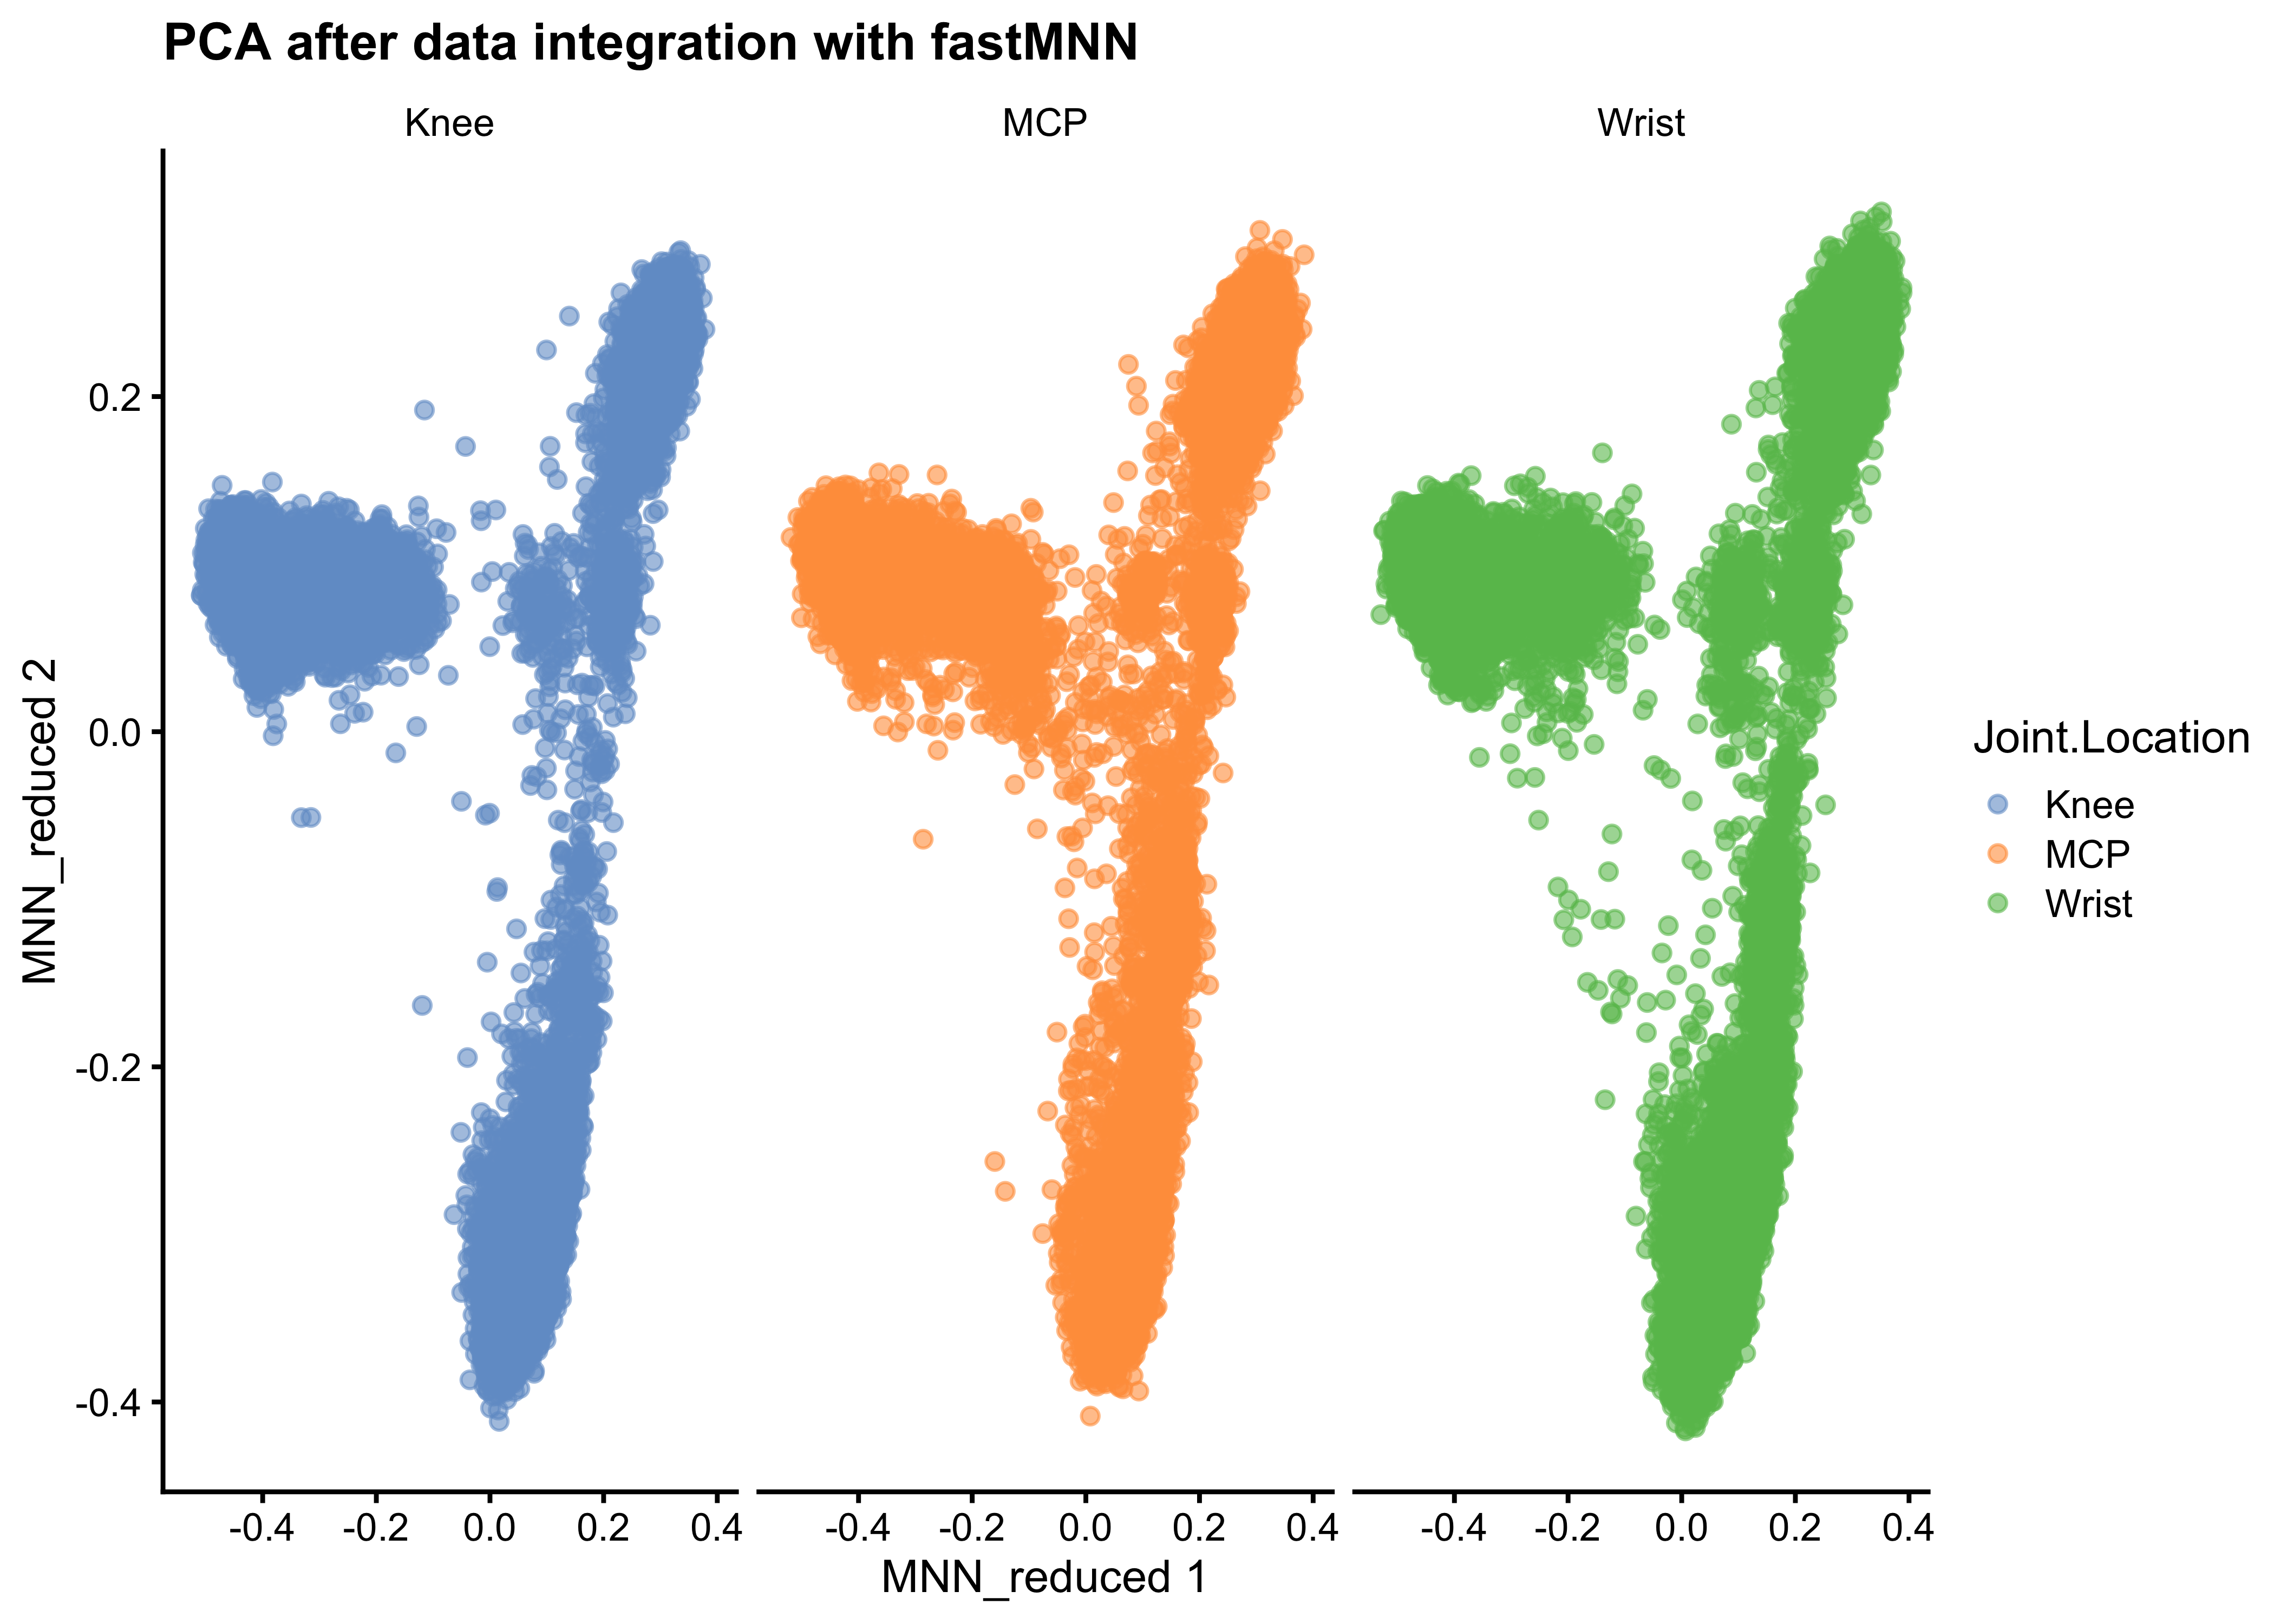 PCA after data integration with fastMNN
Knee MCP Wrist
MNN_reduced 2
0.2
0.0
-0.2
-0.4
-0.4 -0.2 0.0 0.2 0.4 -0.4 -0.2 0.0 0.2 0.4 -0.4 -0.2 0.0 0.2 0.4
MNN_reduced 1
Joint.Location
Knee
MCP
Wrist